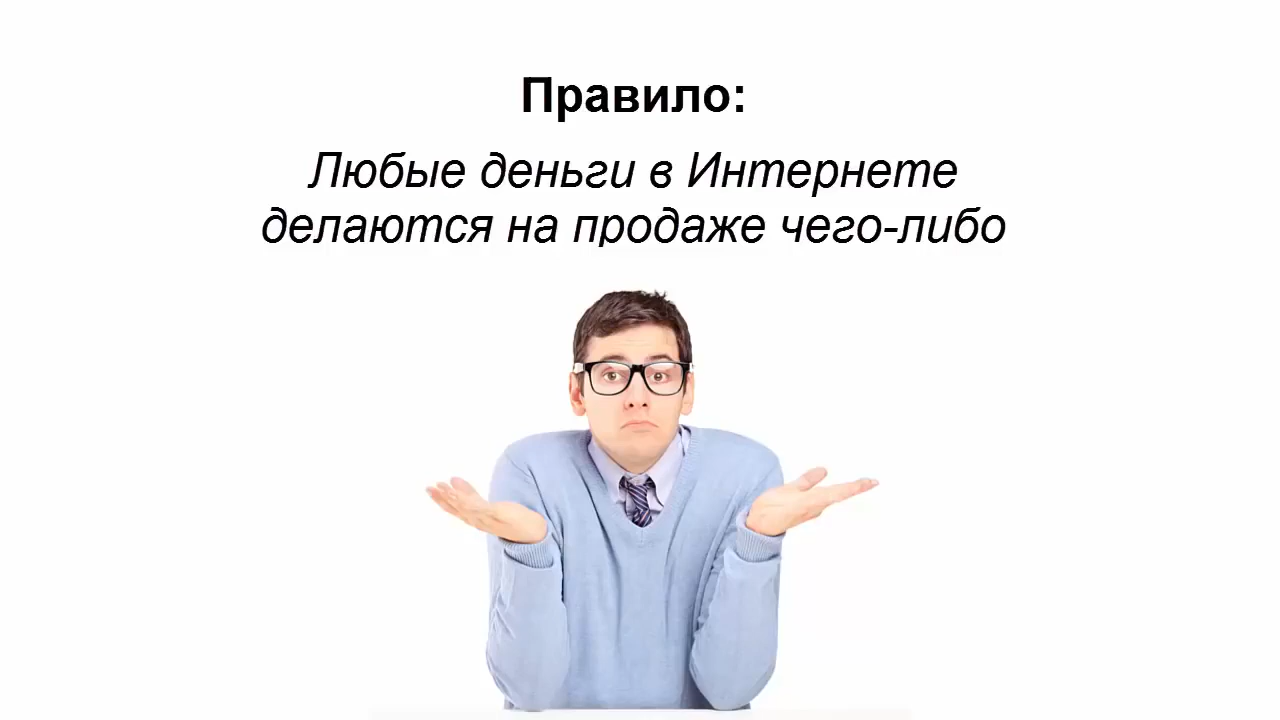 Правило:
Любые деньги в Интернете
делаются на продаже чего-либо